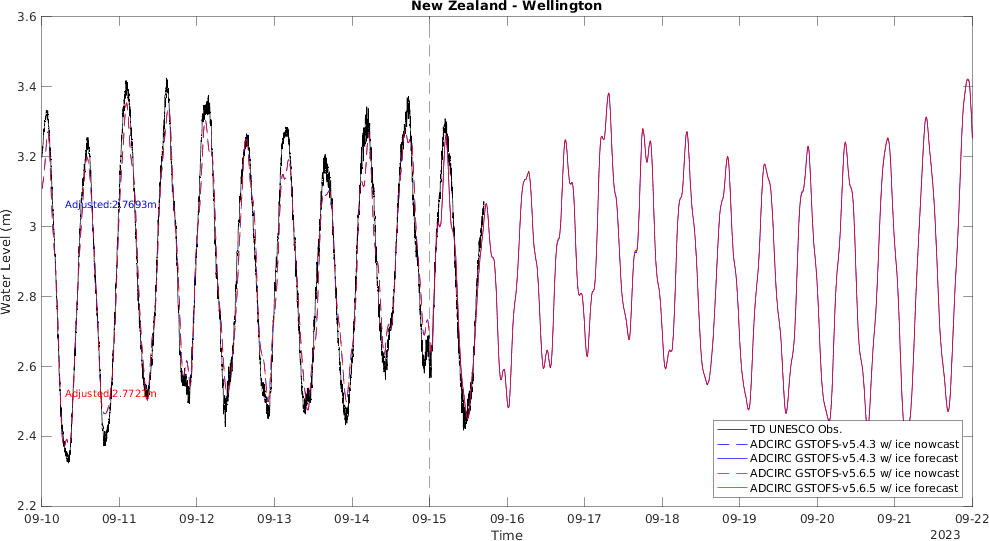 New Zealand - Wellington
Water Level (m)
3.6
3.4
3.2
3
2.8
2.6
2.4
2.2
Adjusted:2.7693m
Adjusted:2.7721m
TD UNESCO Obs.
ADCIRC GSTOFS-v5.4.3 w/ ice nowcast
ADCIRC GSTOFS-v5.4.3 w/ ice forecast
ADCIRC GSTOFS-v5.6.5 w/ ice nowcast
ADCIRC GSTOFS-v5.6.5 w/ ice forecast
09-10 09-11 09-12 09-13 09-14 09-15 09-16 09-17 09-18 09-19 09-20 09-21 09-22
Time
2023